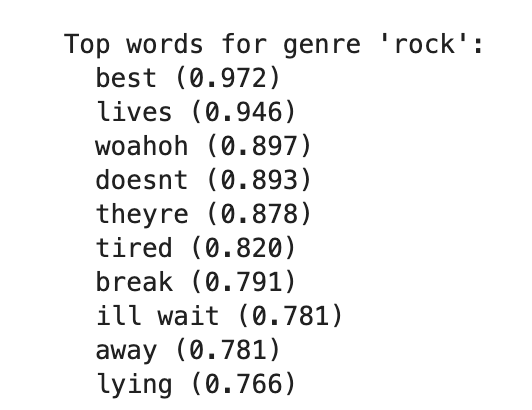 Top words for genre 'rock':
best (0.972)
lives (0.946)
woahoh (0.897)
doesnt (0.893)
theyre (0.878)
tired (0.820)
break (0.791)
ill wait (0.781)
away (0.781)
lying (0.766)